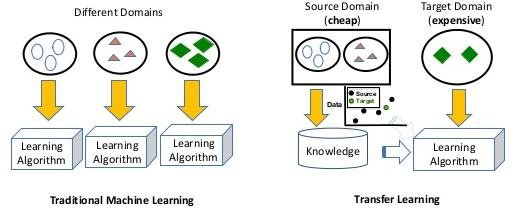 Different Domains
Source Domain
(cheap)
Target Domain
(expensive)
Source
Target
Data
Learning
Algorithm
Learning
Algorithm
Learning
Algorithm
Knowledge
Learning
Algorithm
Traditional Machine Learning
Transfer Learning